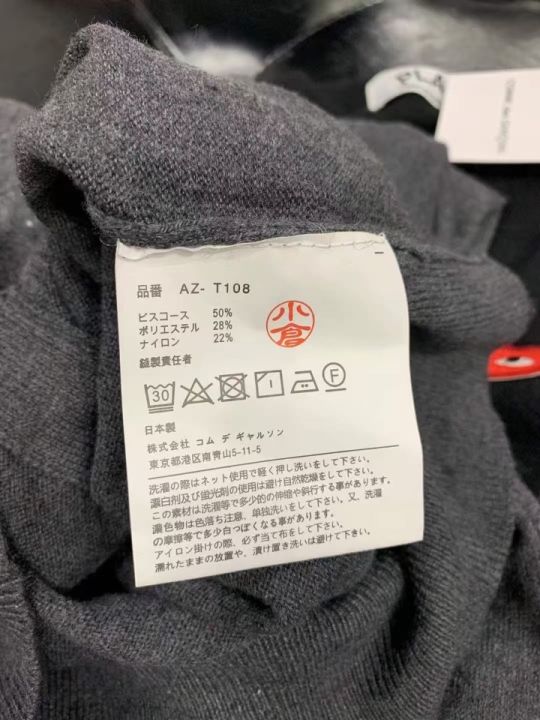 PLA
COMME des GARÇONS
品番 AZ- T108
ビスコース 50%
ポリエステル 28%
ナイロン 22%
小倉
縫製責任者
30
F
日本製
株式会社 コム デ ギャルソン
東京都港区南青山5-11-5
洗濯の際はネット使用で軽く押し洗いをして下さい。
漂白剤及び蛍光剤の使用は避け自然乾燥をして下さい。
この素材は洗濯等で多少的の伸縮や斜行する事が有ります。
濃色物は色落ち注意、単独洗いをして下さい。又、洗濯
の摩擦等で多少白っぽくなる事が有ります。
アイロン掛けの際、必ず当て布をして下さい。
濡れたままの放置や、漬け置き洗いは避けて下さい。